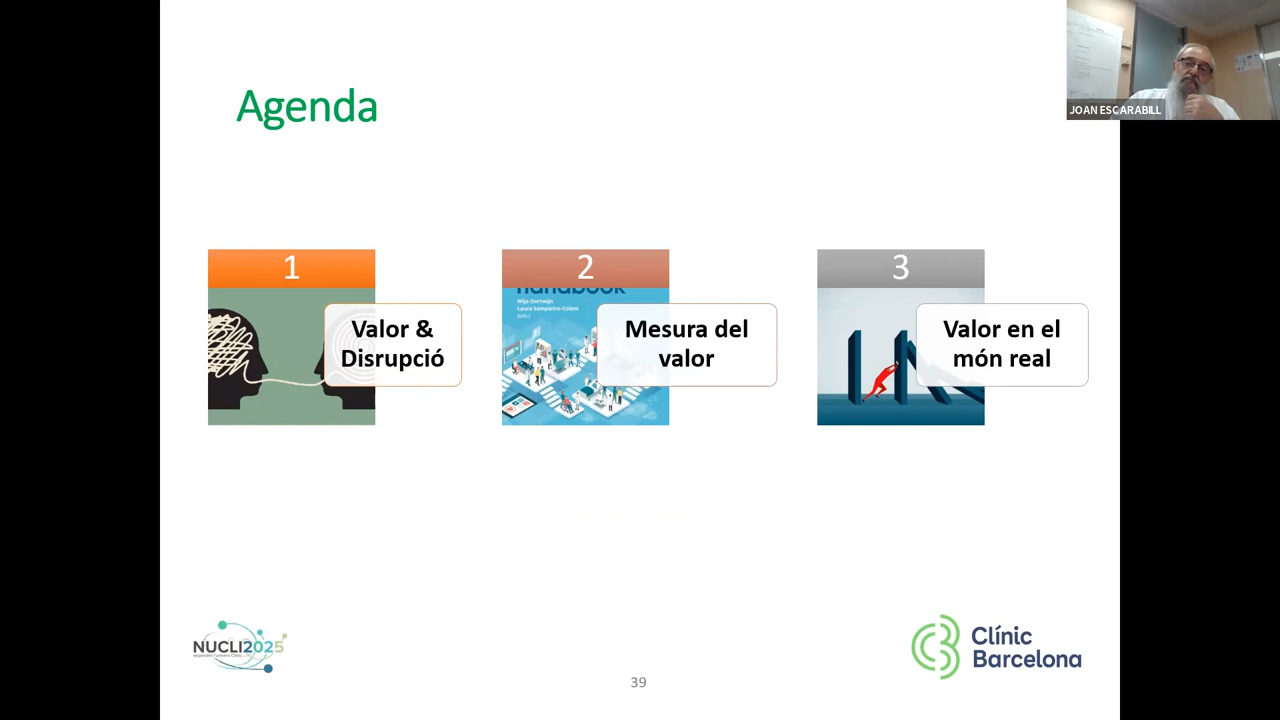 Agenda
JOAN ESCARABILL
1
Valor &
Disrupció
2
handbook
Wija Oortwijn
Laura Sampietro-Colom
(eds.)
Mesura del
valor
3
Valor en el
món real
NUCLI2025
Clínic
Barcelona
39